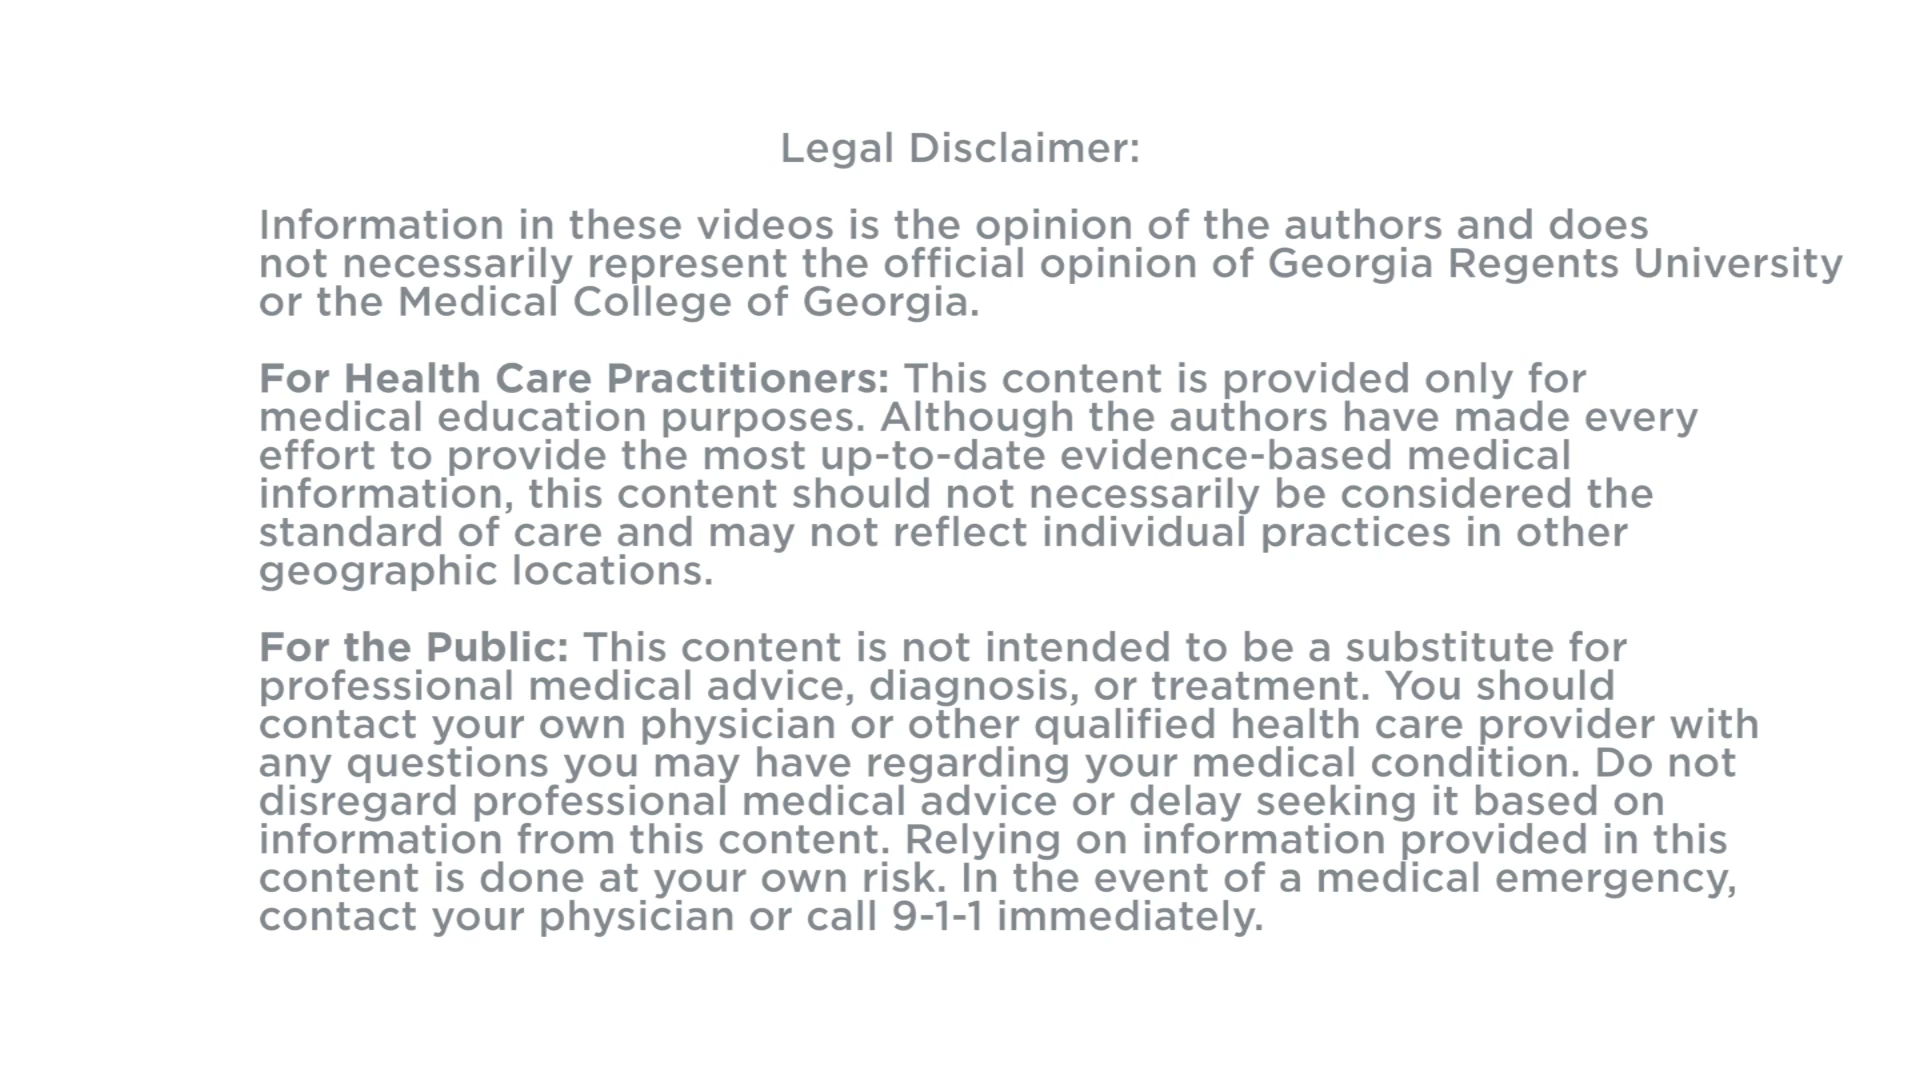 Legal Disclaimer:
Information in these videos is the opinion of the authors and does
not necessarily represent the official opinion of Georgia Regents University
or the Medical College of Georgia.
For Health Care Practitioners: This content is provided only for
medical education purposes. Although the authors have made every
effort to provide the most up-to-date evidence-based medical
information, this content should not necessarily be considered the
standard of care and may not reflect individual practices in other
geographic locations.
For the Public: This content is not intended to be a substitute for
professional medical advice, diagnosis, or treatment. You should
contact your own physician or other qualified health care provider with
any questions you may have regarding your medical condition. Do not
disregard professional medical advice or delay seeking it based on
information from this content. Relying on information provided in this
content is done at your own risk. In the event of a medical emergency,
contact your physician or call 9-1-1 immediately.